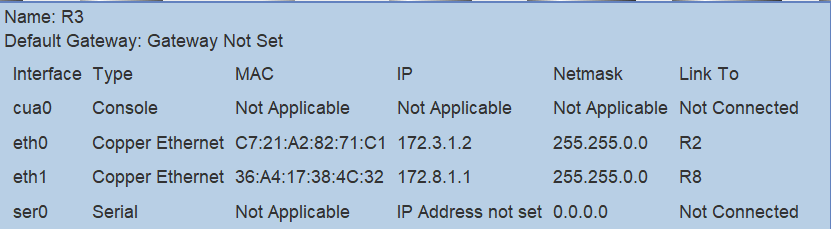 Name: R3
Default Gateway: Gateway Not Set
Interface Type MAC IP Netmask Link To
cua0 Console Not Applicable Not Applicable Not Applicable Not Connected
eth0 Copper Ethernet C7:21:A2:82:71:C1 172.3.1.2 255.255.0.0 R2
eth1 Copper Ethernet 36:A4:17:38:4C:32 172.8.1.1 255.255.0.0 R8
ser0 Serial Not Applicable IP Address not set 0.0.0.0 Not Connected